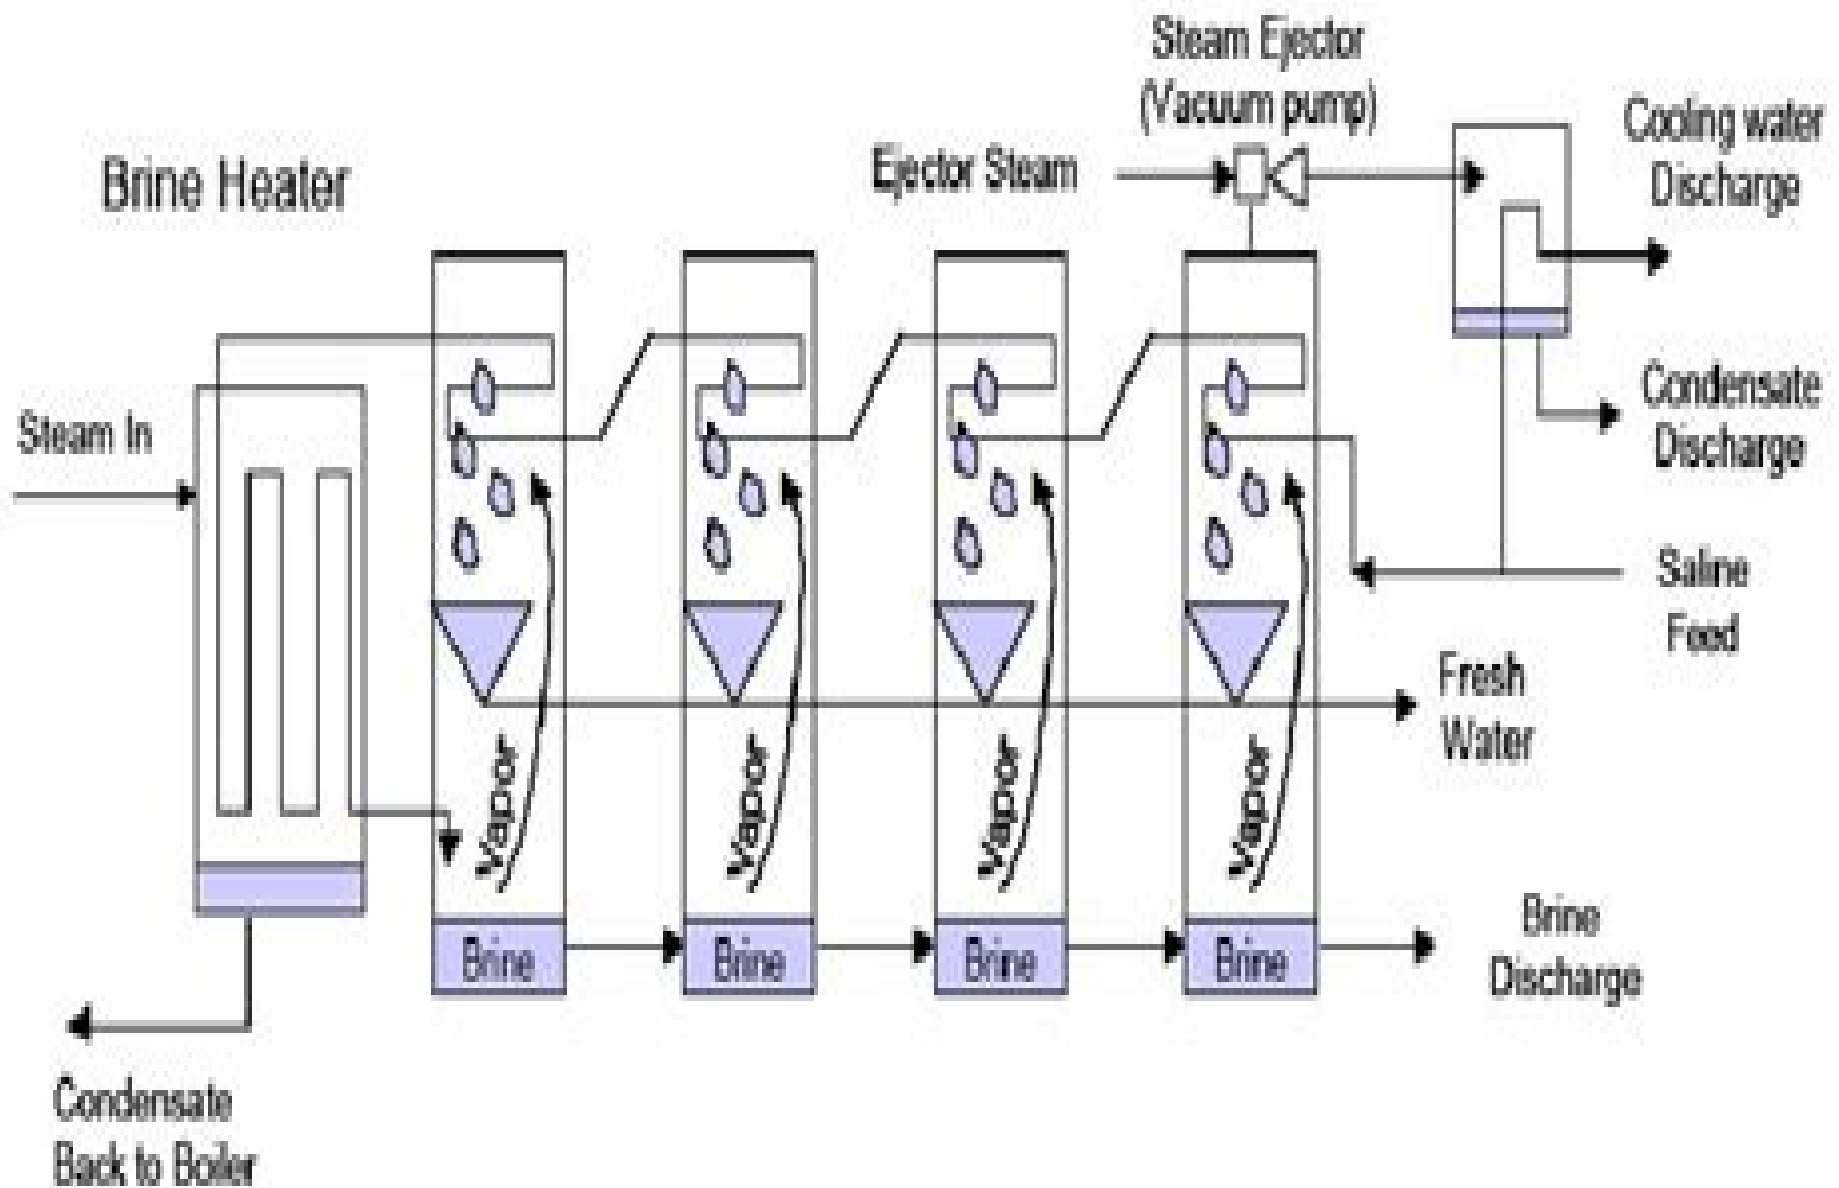 Steam Ejector
(Vacuum pump)
Cooling water
Discharge
Ejector Steam
Brine Heater
Condensate
Discharge
Steam In
Saline
Feed
Fresh
Water
Vapor
Vapor
Vapor
Vapor
Brine
Brine
Brine
Brine
Brine
Discharge
Condensate
Back to Boiler